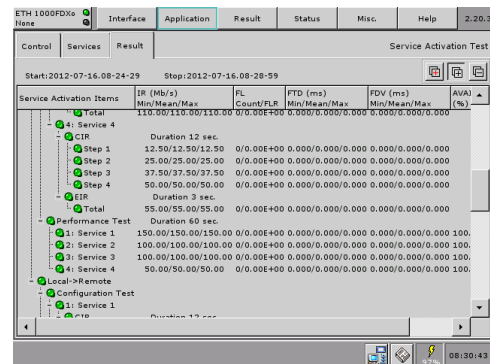 ETH 1000FDXo
None
Interface Application Result Status Misc. Help 2.20.3
Control Services Result Service Activation Test
Start:2012-07-16.08-24-29 Stop:2012-07-16.08-28-59
Service Activation Items IR (Mb/s) FL FTD (ms) FDV (ms) AVAI
Min/Mean/Max Count/FLR Min/Mean/Max Min/Mean/Max (%)
Total 110.00/110.00/110.00 0/0.00E+00 0.000/0.000/0.000 0.000/0.000/0.000
4: Service 4
CIR Duration 12 sec.
Step 1 12.50/12.50/12.50 0/0.00E+00 0.000/0.000/0.000 0.000/0.000/0.000
Step 2 25.00/25.00/25.00 0/0.00E+00 0.000/0.000/0.000 0.000/0.000/0.000
Step 3 37.50/37.50/37.50 0/0.00E+00 0.000/0.000/0.000 0.000/0.000/0.000
Step 4 50.00/50.00/50.00 0/0.00E+00 0.000/0.000/0.000 0.000/0.000/0.000
EIR Duration 3 sec.
Total 55.00/55.00/55.00 0/0.00E+00 0.000/0.000/0.000 0.000/0.000/0.000
Performance Test Duration 60 sec.
1: Service 1 150.00/150.00/150.00 0/0.00E+00 0.000/0.000/0.000 0.000/0.000/0.000 100.
2: Service 2 100.00/100.00/100.00 0/0.00E+00 0.000/0.000/0.000 0.000/0.000/0.000 100.
3: Service 3 100.00/100.00/100.00 0/0.00E+00 0.000/0.000/0.000 0.000/0.000/0.000 100.
4: Service 4 50.00/50.00/50.00 0/0.00E+00 0.000/0.000/0.000 0.000/0.000/0.000 100.
Local->Remote
Configuration Test
1: Service 1
CIR Duration 12 sec.
97% 08:30:43